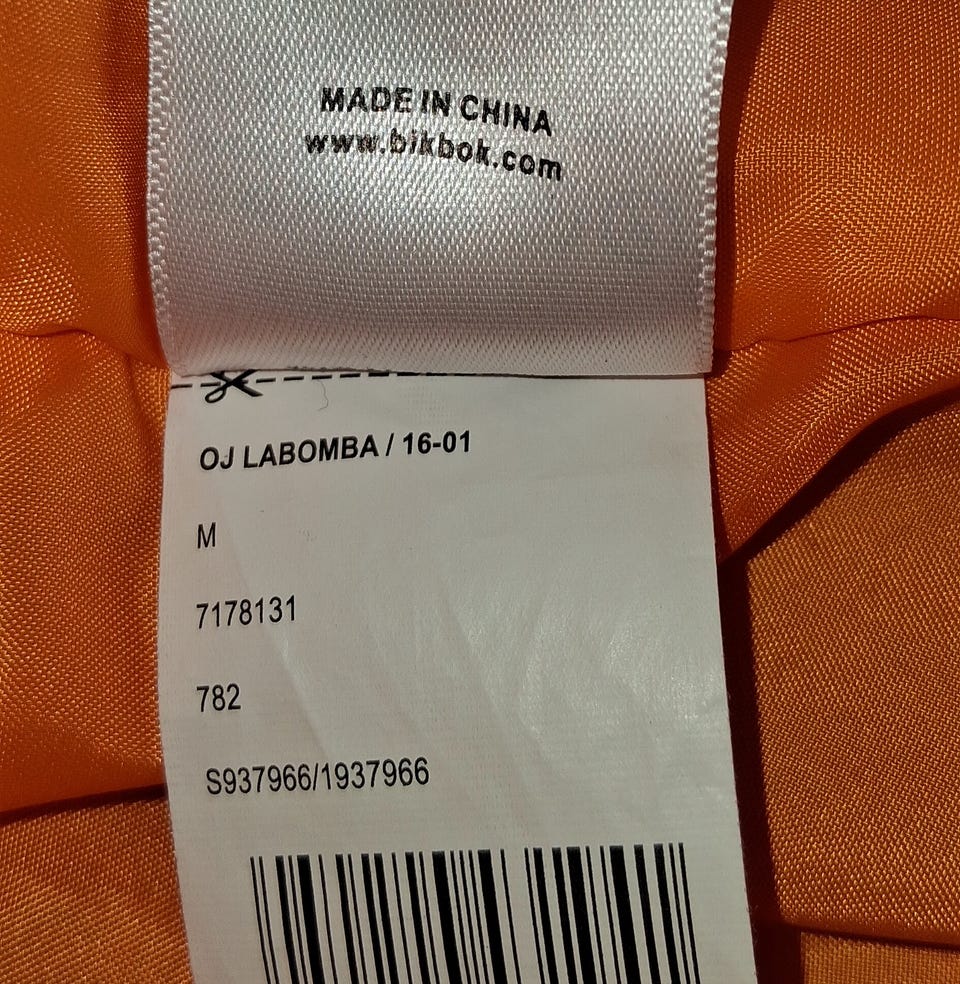 MADE IN CHINA
www.bikbok.com
OJ LABOMBA / 16-01
M
7178131
782
S937966/1937966